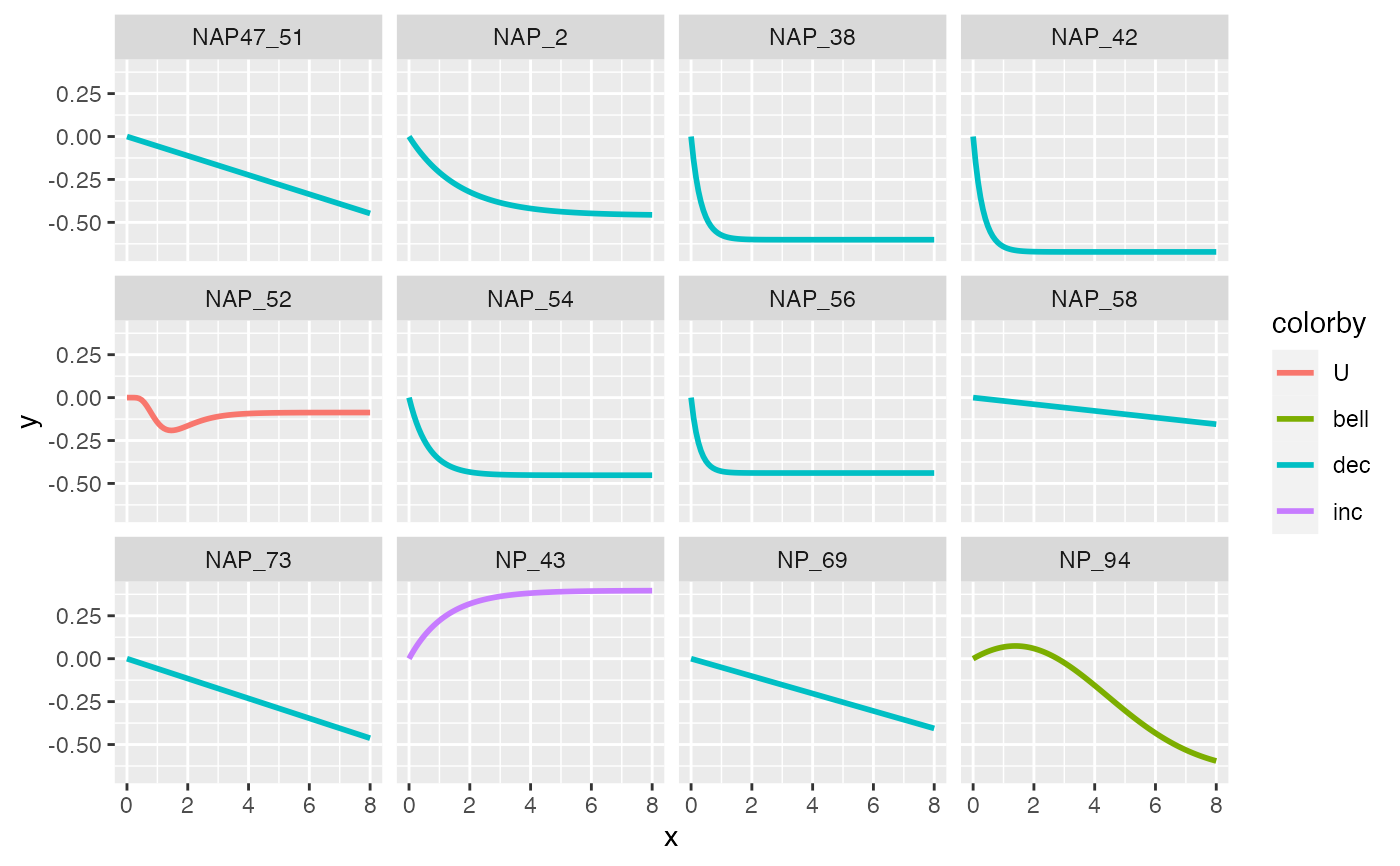 NAP47_51 NAP_2 NAP_38 NAP_42
0.25
0.00
-0.25
-0.50
NAP_52 NAP_54 NAP_56 NAP_58
0.25
0.00
-0.25
-0.50
NAP_73 NP_43 NP_69 NP_94
0.25
0.00
-0.25
-0.50
0 2 4 6 8 0 2 4 6 8 0 2 4 6 8 0 2 4 6 8
x
y
colorby
U
bell
dec
inc